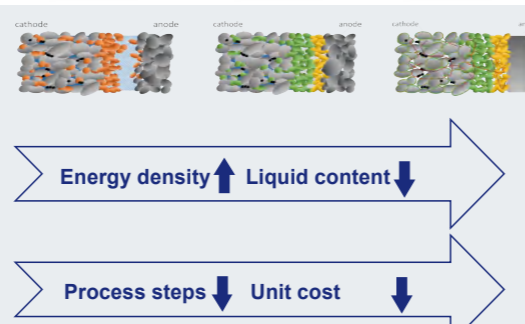 cathode anode
cathode anode
cathode
Energy density Liquid content
Process steps Unit cost